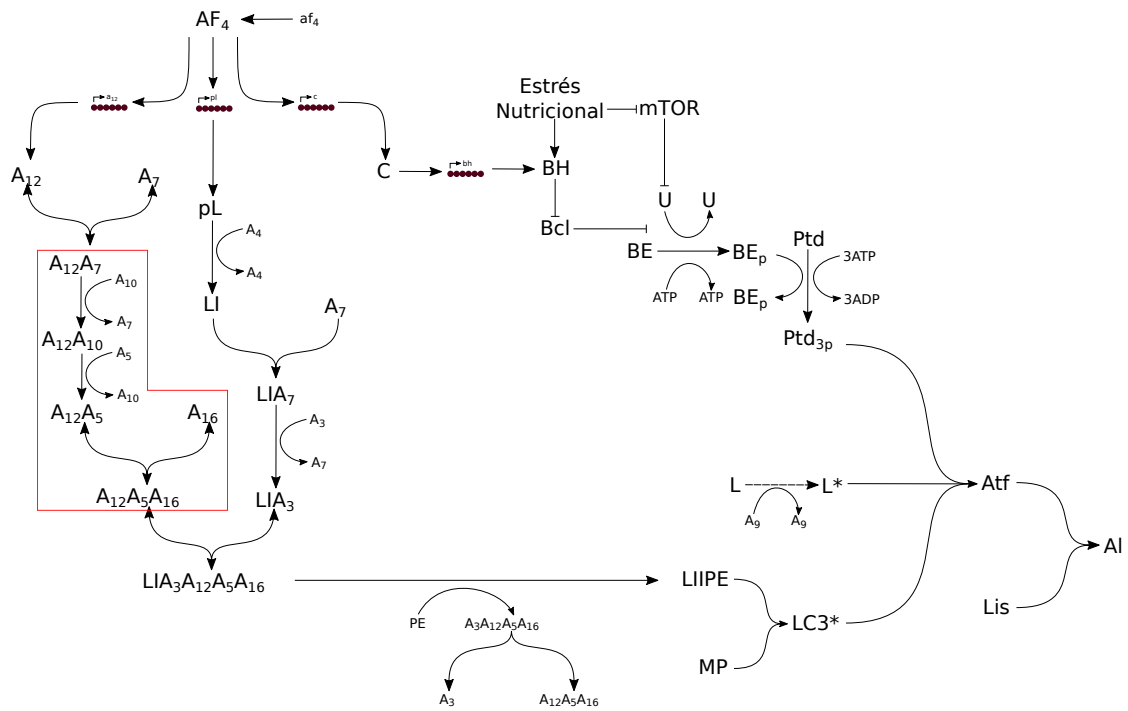 AF₄
af₄
a₁₂
pl
c
Estrés
Nutricional
mTOR
A₁₂
A₇
C
bh
BH
pL
U
U
Bcl
A₄
BE
BEₚ
Ptd
A₁₂A₇
A₄
3ATP
A₁₀
LI
A₇
ATP
ATP
BEₚ
3ADP
A₇
A₁₂A₁₀
Ptd₃ₚ
A₅
A₁₀
LIA₇
A₁₂A₅
A₁₆
A₃
A₇
L
L*
Atf
A₁₂A₅A₁₆
LIA₃
A₉
A₉
Al
LIA₃A₁₂A₅A₁₆
LIIPE
Lis
PE
A₃A₁₂A₅A₁₆
LC3*
MP
A₃
A₁₂A₅A₁₆